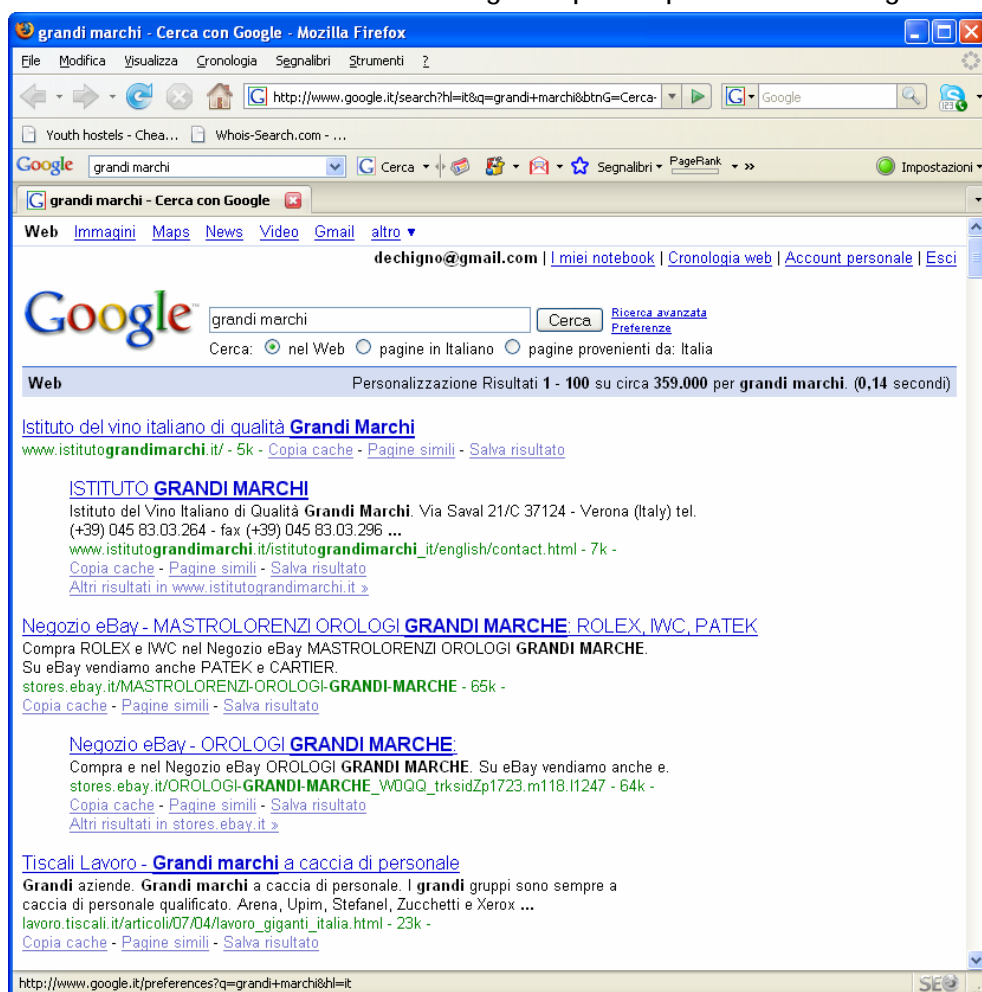 grandi marchi - Cerca con Google - Mozilla Firefox
File Modifica Visualizza Cronologia Segnalibri Strumenti ?
http://www.google.it/search?hl=it&q=grandi+marchi&btnG=Cerca- Google
Youth hostels - Chea... Whois-Search.com - ...
Google grandi marchi Cerca Segnalibri PageRank » Impostazioni
grandi marchi - Cerca con Google
Web Immagini Maps News Video Gmail altro ▼
dechigno@gmail.com | I miei notebook | Cronologia web | Account personale | Esci
Google™ grandi marchi Cerca Ricerca avanzata
Preferenze
Cerca: nel Web pagine in Italiano pagine provenienti da: Italia
Web Personalizzazione Risultati 1 - 100 su circa 359.000 per grandi marchi. (0,14 secondi)
Istituto del vino italiano di qualità Grandi Marchi
www.istitutograndimarchi.it/ - 5k - Copia cache - Pagine simili - Salva risultato
ISTITUTO GRANDI MARCHI
Istituto del Vino Italiano di Qualità Grandi Marchi. Via Saval 21/C 37124 - Verona (Italy) tel.
(+39) 045 83.03.264 - fax (+39) 045 83.03.296 ...
www.istitutograndimarchi.it/istitutograndimarchi_it/english/contact.html - 7k -
Copia cache - Pagine simili - Salva risultato
Altri risultati in www.istitutograndimarchi.it »
Negozio eBay - MASTROLORENZI OROLOGI GRANDI MARCHE: ROLEX, IWC, PATEK
Compra ROLEX e IWC nel Negozio eBay MASTROLORENZI OROLOGI GRANDI MARCHE.
Su eBay vendiamo anche PATEK e CARTIER.
stores.ebay.it/MASTROLORENZI-OROLOGI-GRANDI-MARCHE - 65k -
Copia cache - Pagine simili - Salva risultato
Negozio eBay - OROLOGI GRANDI MARCHE:
Compra e nel Negozio eBay OROLOGI GRANDI MARCHE. Su eBay vendiamo anche e.
stores.ebay.it/OROLOGI-GRANDI-MARCHE_W0QQ_trksidZp1723.m118.l1247 - 64k -
Copia cache - Pagine simili - Salva risultato
Altri risultati in stores.ebay.it »
Tiscali Lavoro - Grandi marchi a caccia di personale
Grandi aziende. Grandi marchi a caccia di personale. I grandi gruppi sono sempre a
caccia di personale qualificato. Arena, Upim, Stefanel, Zucchetti e Xerox ...
lavoro.tiscali.it/articoli/07/04/lavoro_giganti_italia.html - 23k -
Copia cache - Pagine simili - Salva risultato
http://www.google.it/preferences?q=grandi+marchi&hl=it SEO